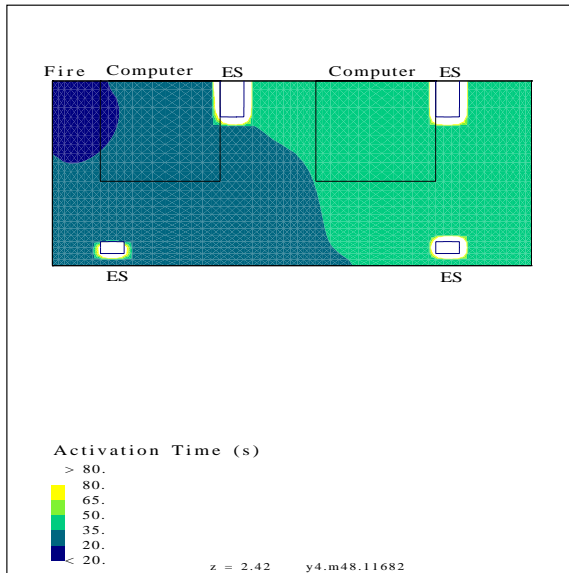 Fire Computer ES Computer ES
ES ES
Activation Time (s)
> 80.
80.
65.
50.
35.
20.
< 20.
z = 2.42 y4.m48.11682